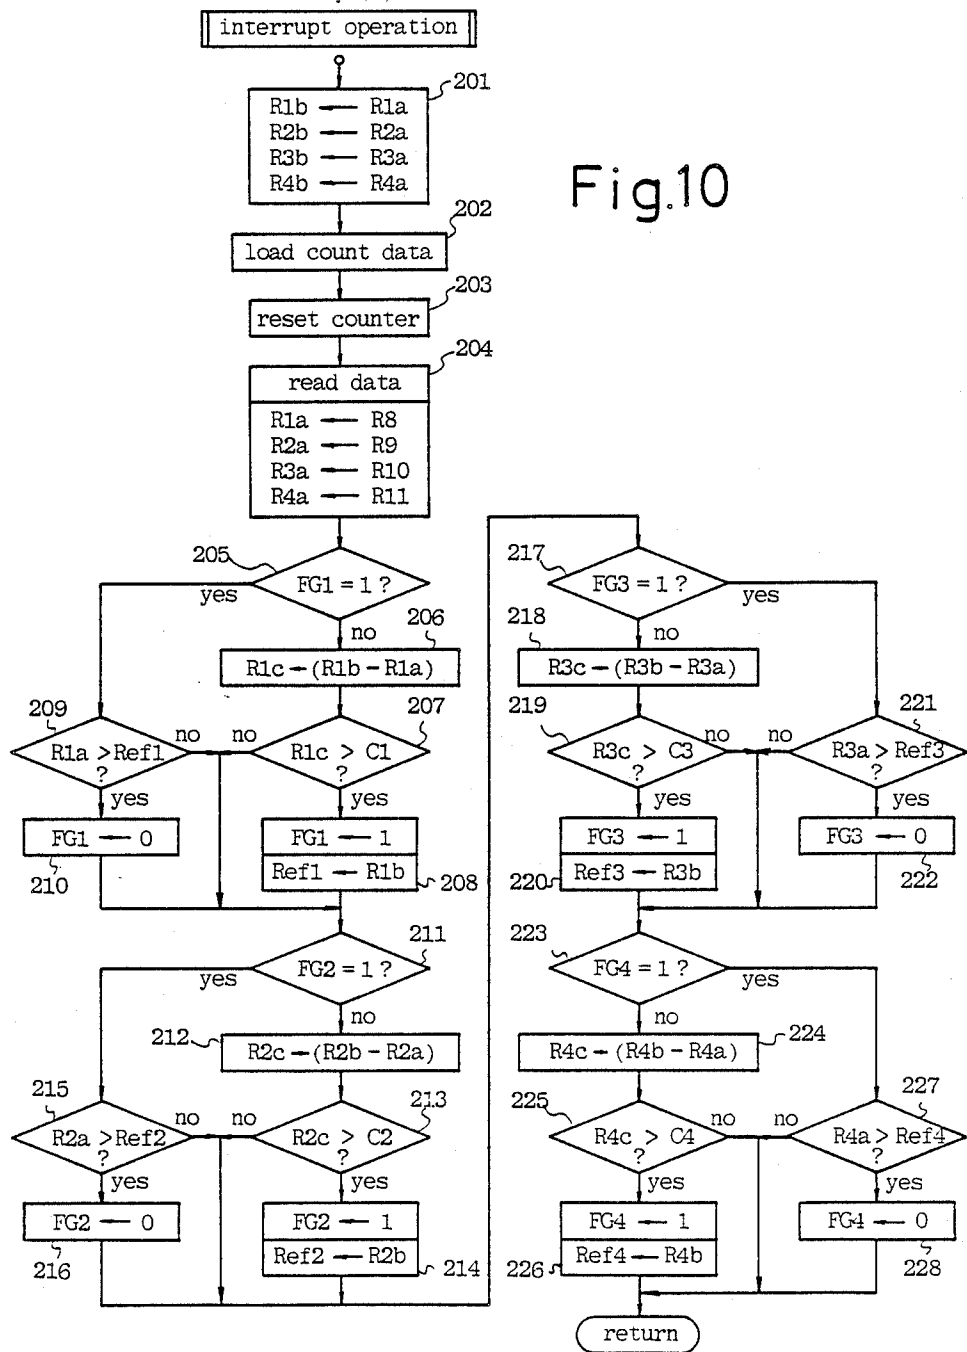 interrupt operation
201
R1b ← R1a
R2b ← R2a
R3b ← R3a
R4b ← R4a
Fig.10
202
load count data
203
reset counter
204
read data
R1a ← R8
R2a ← R9
R3a ← R10
R4a ← R11
205
FG1 = 1 ?
yes
no
206
R1c ← (R1b - R1a)
209
R1a > Ref1
?
no
no
207
R1c > C1
?
yes
yes
FG1 ← 0
210
FG1 ← 1
Ref1 ← R1b
208
211
FG2 = 1 ?
yes
no
212
R2c ← (R2b - R2a)
215
R2a > Ref2
?
no
no
213
R2c > C2
?
yes
yes
FG2 ← 0
216
FG2 ← 1
Ref2 ← R2b
214
217
FG3 = 1 ?
yes
no
218
R3c ← (R3b - R3a)
219
R3c > C3
?
no
no
221
R3a > Ref3
?
yes
yes
FG3 ← 1
Ref3 ← R3b
220
FG3 ← 0
222
223
FG4 = 1 ?
yes
no
224
R4c ← (R4b - R4a)
225
R4c > C4
?
no
no
227
R4a > Ref4
?
yes
yes
FG4 ← 1
Ref4 ← R4b
226
FG4 ← 0
228
return